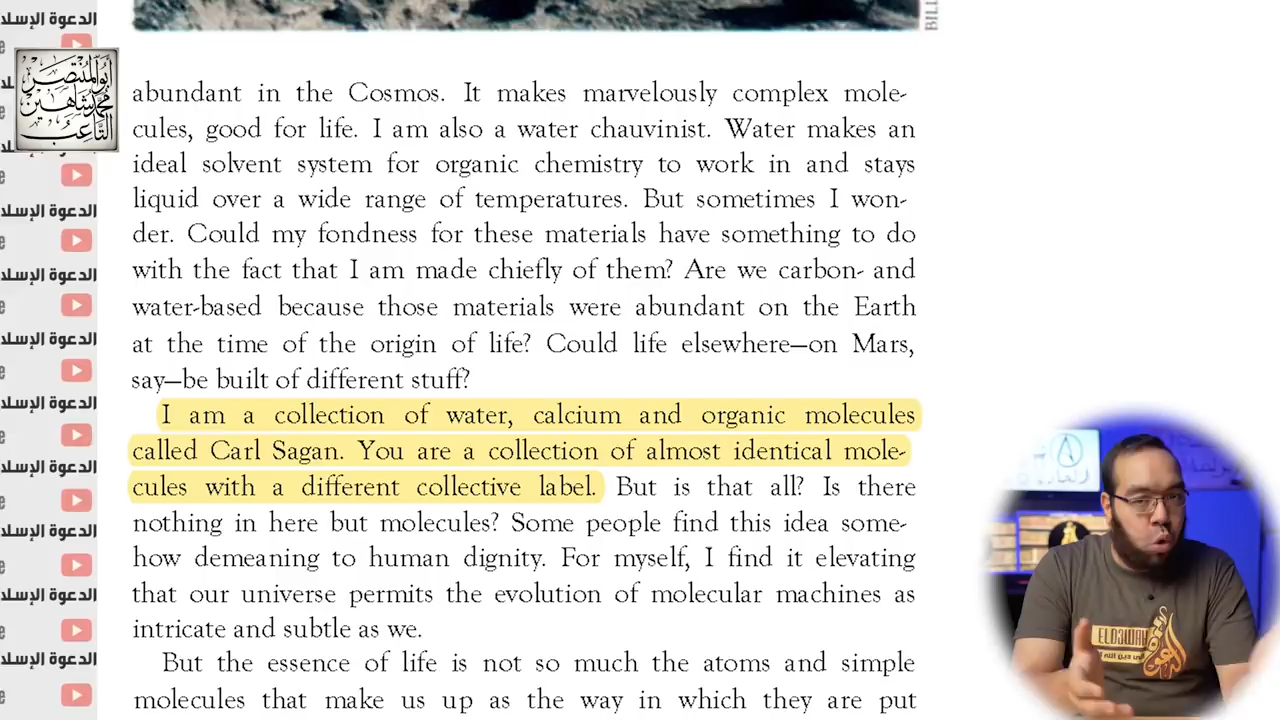 الدعوة الإسلا
أبو المنتصر
محمد شاهين
التاعب
الدعوة الإسلا
الدعوة الإسلا
الدعوة الإسلا
الدعوة الإسلا
الدعوة الإسلا
الدعوة الإسلا
الدعوة الإسلا
الدعوة الإسلا
BILL
abundant in the Cosmos. It makes marvelously complex mole-
cules, good for life. I am also a water chauvinist. Water makes an
ideal solvent system for organic chemistry to work in and stays
liquid over a wide range of temperatures. But sometimes I won-
der. Could my fondness for these materials have something to do
with the fact that I am made chiefly of them? Are we carbon- and
water-based because those materials were abundant on the Earth
at the time of the origin of life? Could life elsewhere—on Mars,
say—be built of different stuff?
I am a collection of water, calcium and organic molecules
called Carl Sagan. You are a collection of almost identical mole-
cules with a different collective label. But is that all? Is there
nothing in here but molecules? Some people find this idea some-
how demeaning to human dignity. For myself, I find it elevating
that our universe permits the evolution of molecular machines as
intricate and subtle as we.
But the essence of life is not so much the atoms and simple
molecules that make us up as the way in which they are put
ELD3WAH